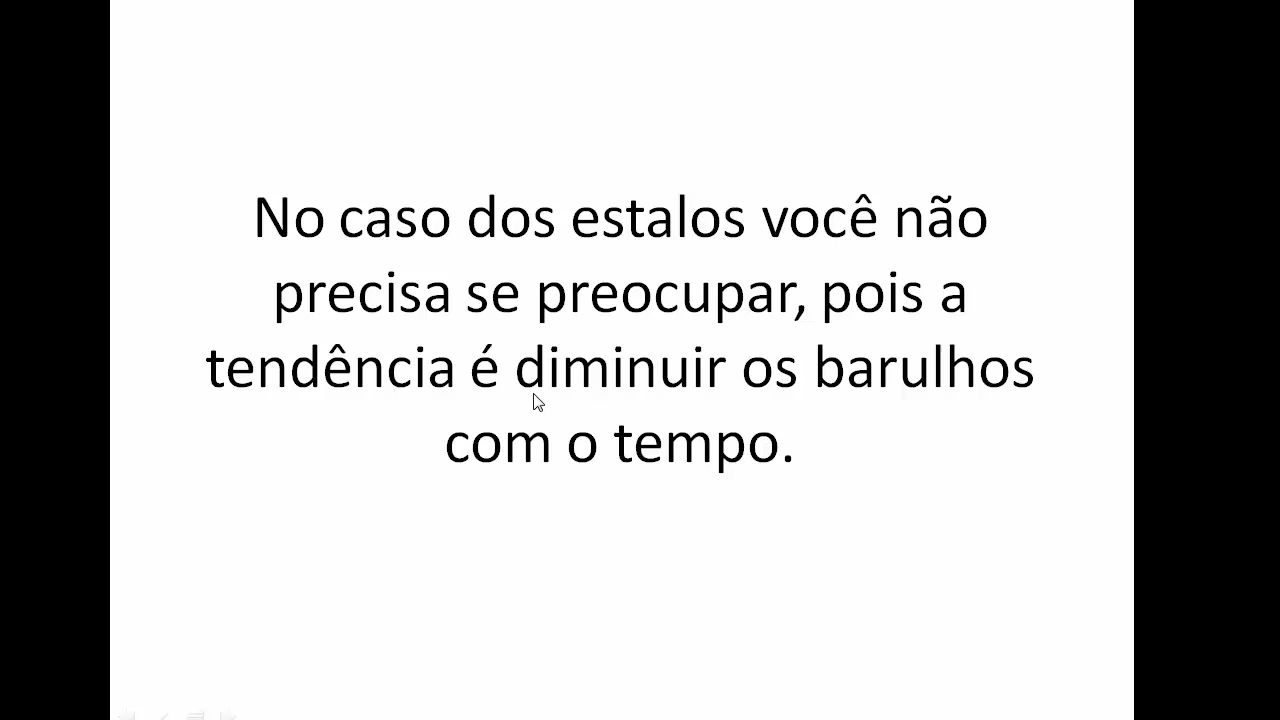 No caso dos estalos você não
precisa se preocupar, pois a
tendência é diminuir os barulhos
com o tempo.